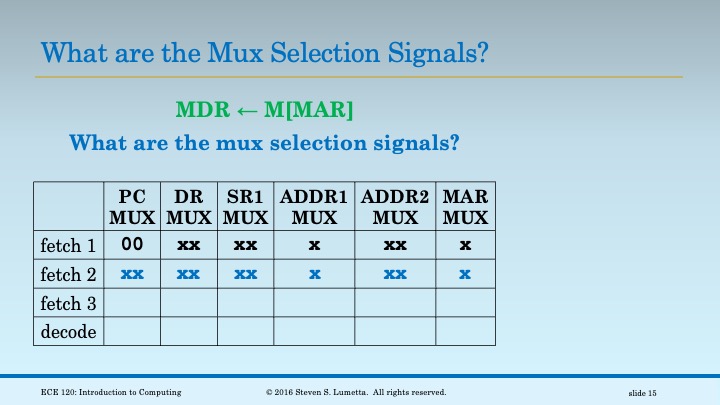 What are the Mux Selection Signals?
MDR ← M[MAR]
What are the mux selection signals?
PC MUX DR MUX SR1 MUX ADDR1 MUX ADDR2 MUX MAR MUX
fetch 1 00 xx xx x xx x
fetch 2 xx xx xx x xx x
fetch 3
decode
ECE 120: Introduction to Computing © 2016 Steven S. Lumetta. All rights reserved. slide 15